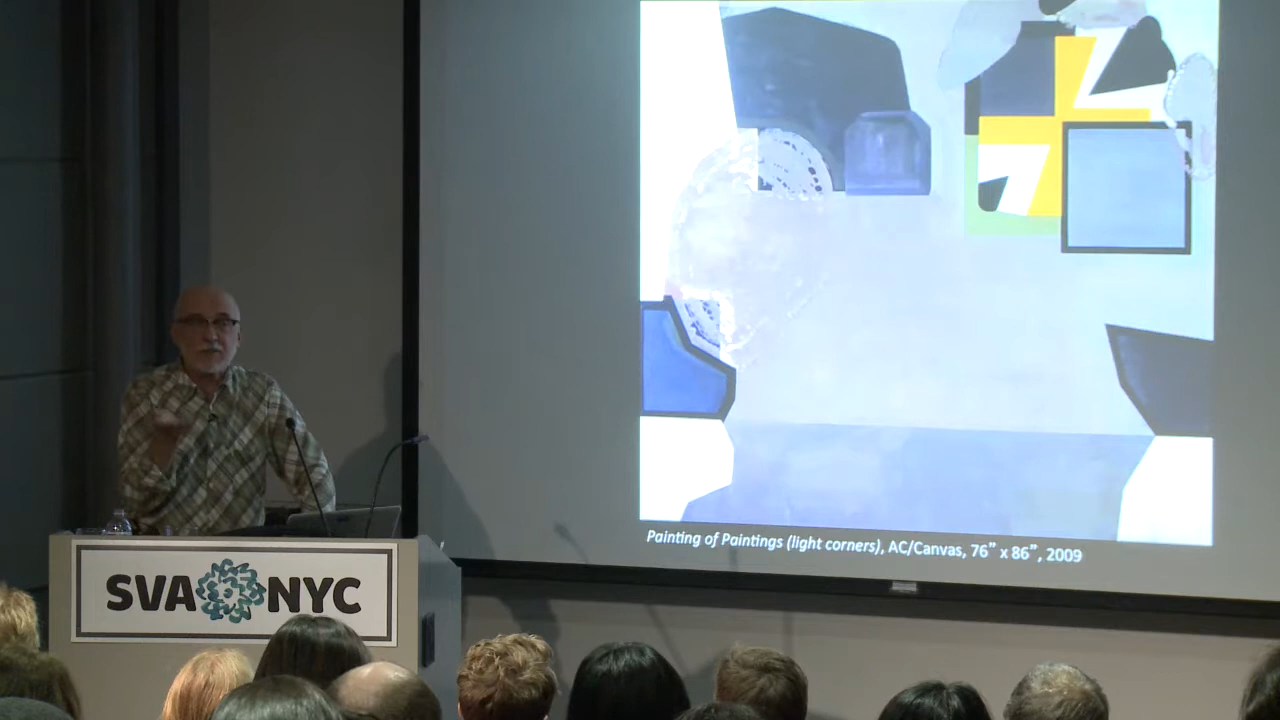 Painting of Paintings (light corners), AC/Canvas, 76” x 86”, 2009
SVA NYC